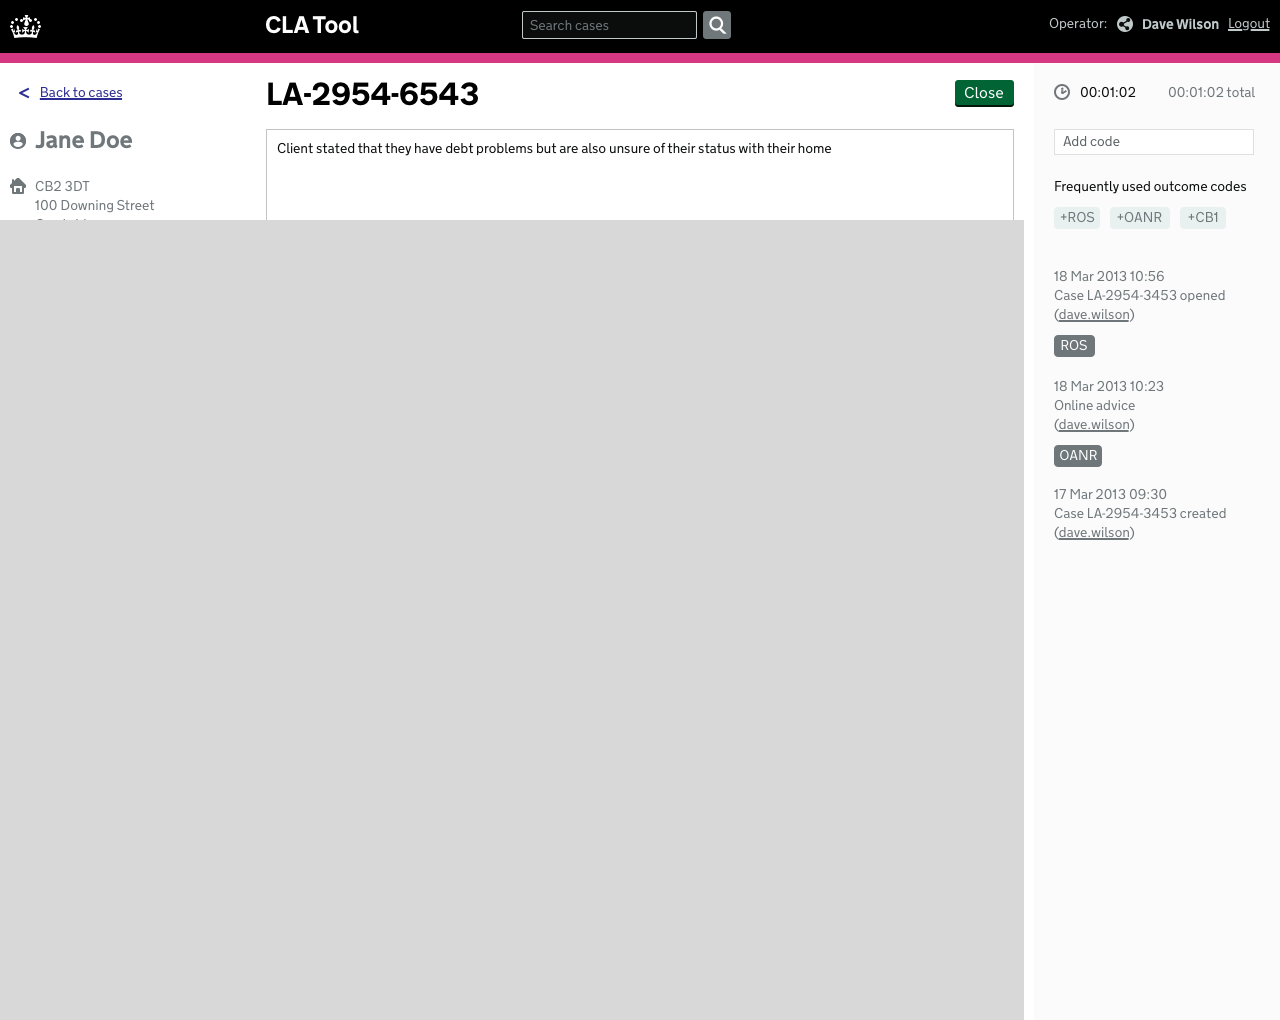 CLA Tool
Search cases
Operator: Dave Wilson Logout
< Back to cases
LA-2954-6543
Close
00:01:02 00:01:02 total
Jane Doe
Client stated that they have debt problems but are also unsure of their status with their home
Add code
CB2 3DT
100 Downing Street
Frequently used outcome codes
+ROS +OANR +CB1
18 Mar 2013 10:56
Case LA-2954-3453 opened
(dave.wilson)
ROS
18 Mar 2013 10:23
Online advice
(dave.wilson)
OANR
17 Mar 2013 09:30
Case LA-2954-3453 created
(dave.wilson)